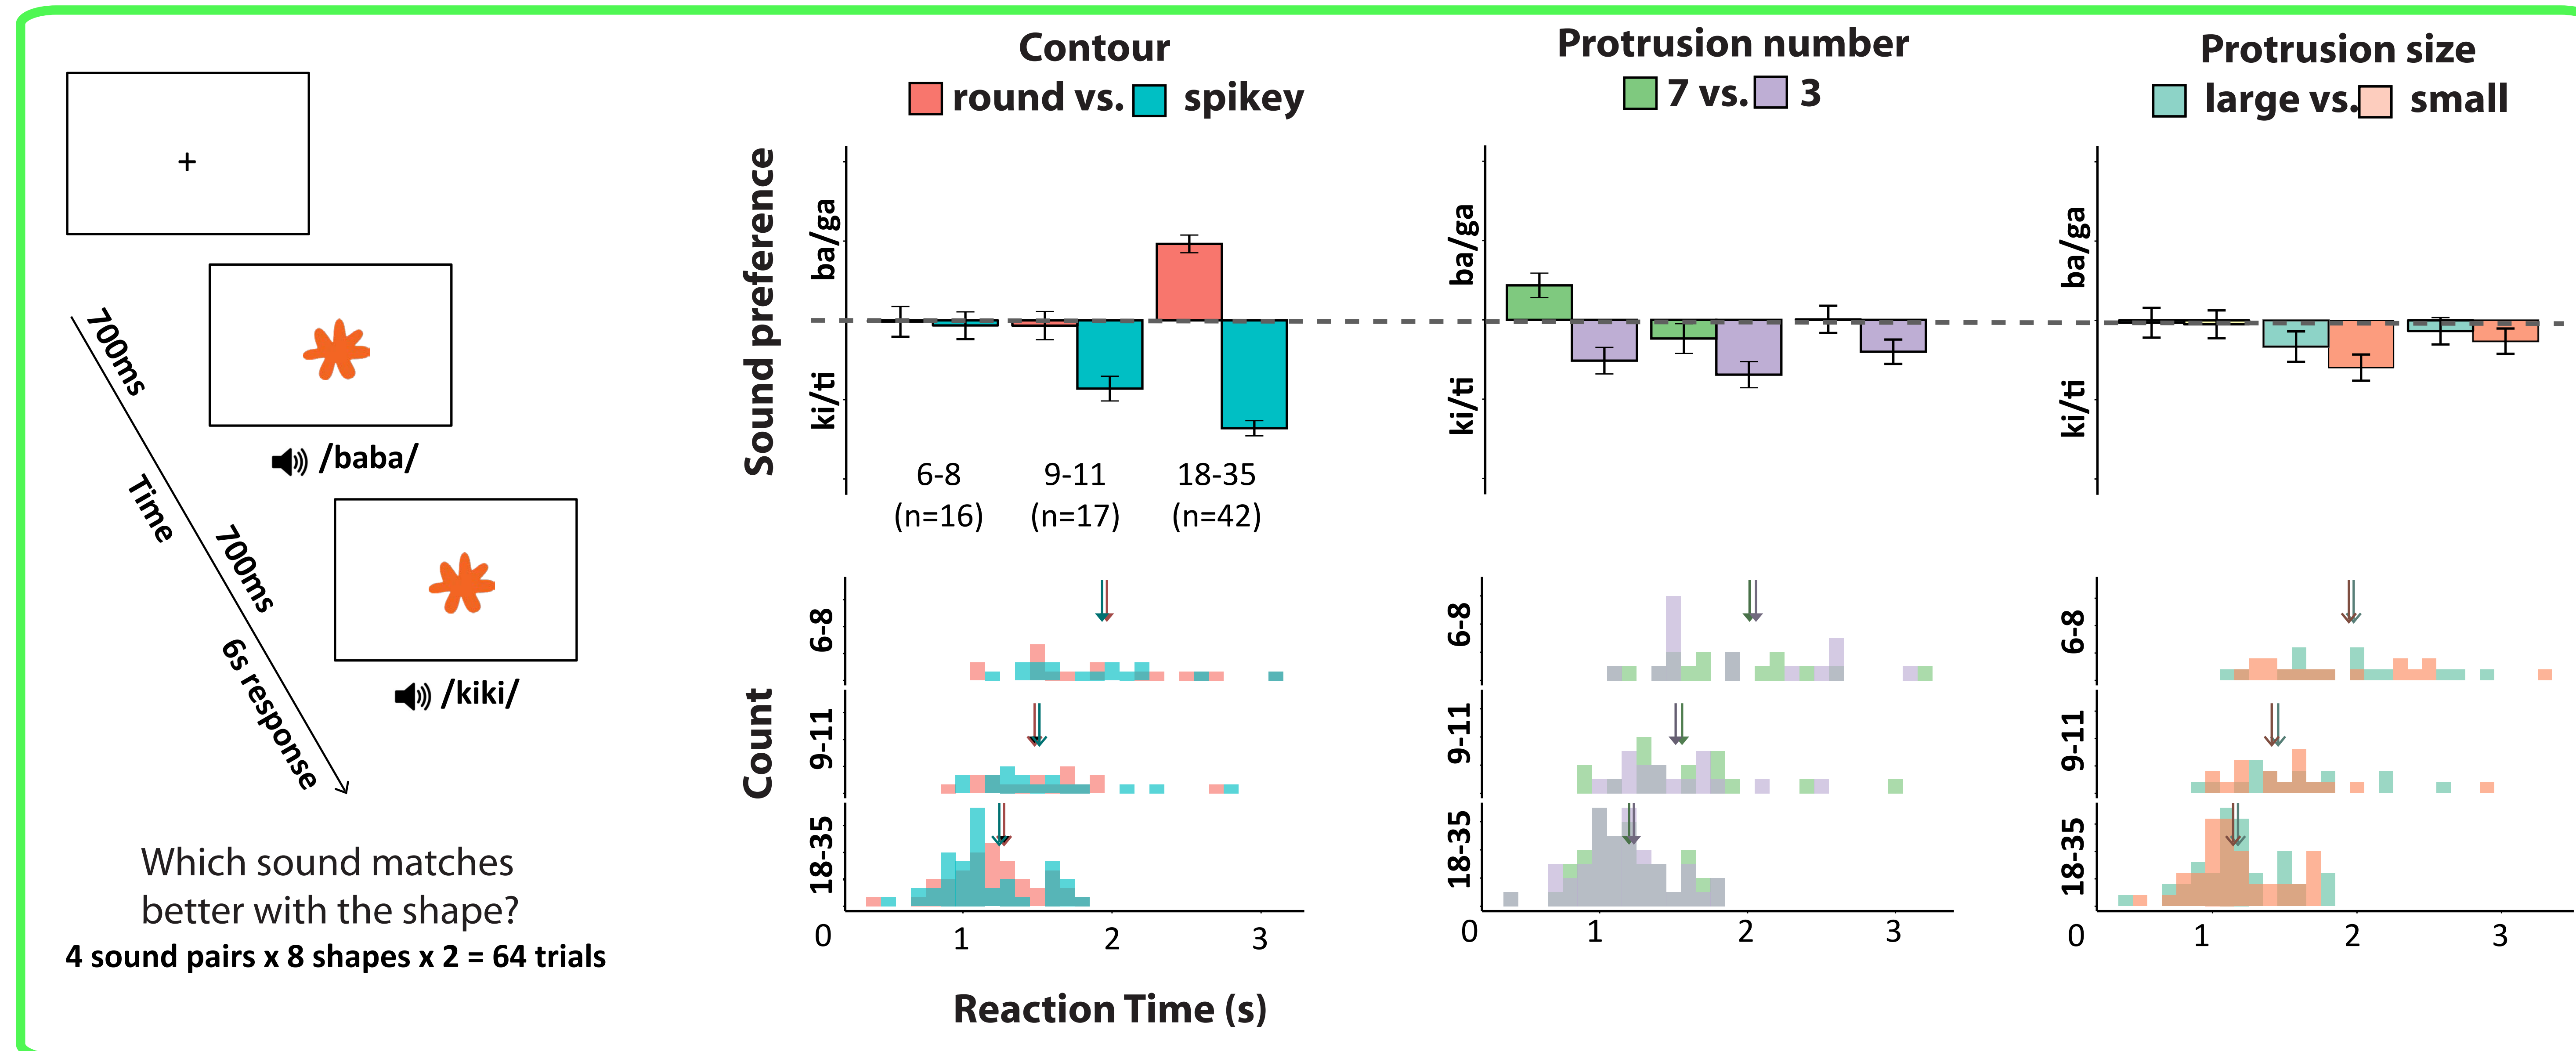 +
700ms
/baba/
Time
700ms
/kiki/
6s response
Which sound matches
better with the shape?
4 sound pairs x 8 shapes x 2 = 64 trials
Contour
round vs. spikey
Sound preference
ba/ga
ki/ti
6-8 9-11 18-35
(n=16) (n=17) (n=42)
Protrusion number
7 vs. 3
ba/ga
ki/ti
Protrusion size
large vs. small
ba/ga
ki/ti
Count
6-8
9-11
18-35
0 1 2 3
Reaction Time (s)
6-8
9-11
18-35
0 1 2 3
6-8
9-11
18-35
0 1 2 3